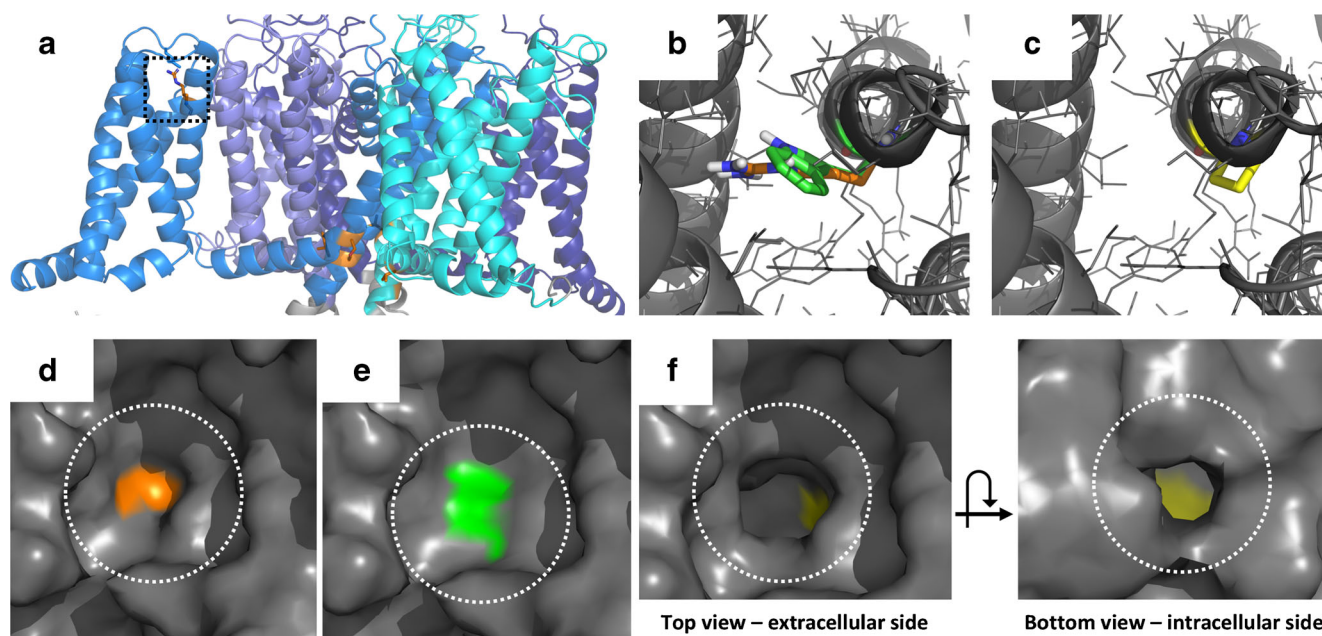 a
b
c
d
e
f
Top view – extracellular side
Bottom view – intracellular side